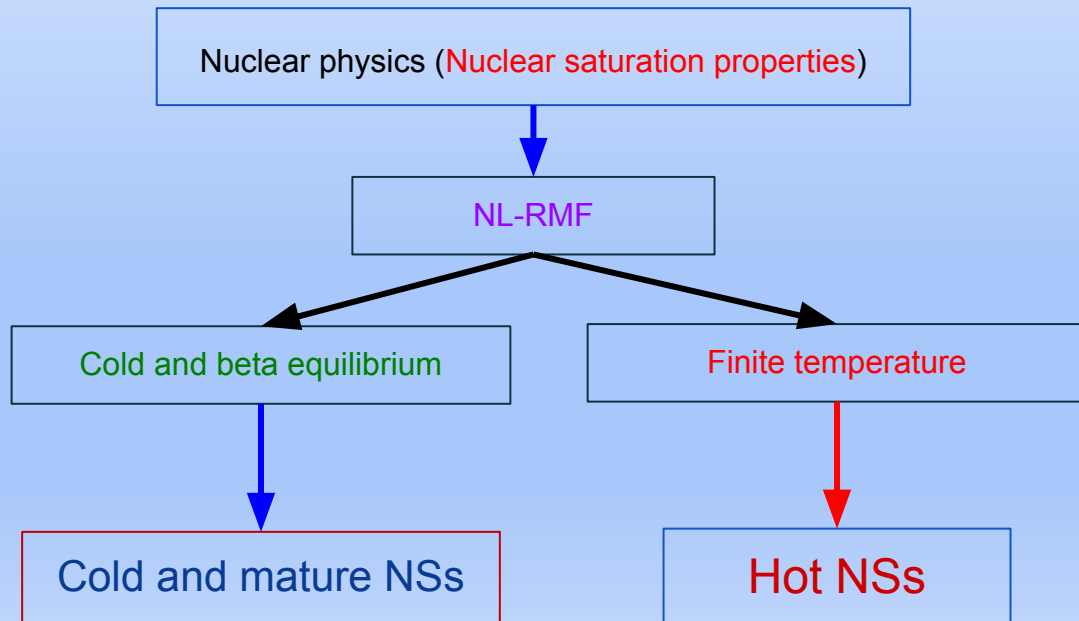 Nuclear physics (Nuclear saturation properties)
NL-RMF
Cold and beta equilibrium
Finite temperature
Cold and mature NSs
Hot NSs